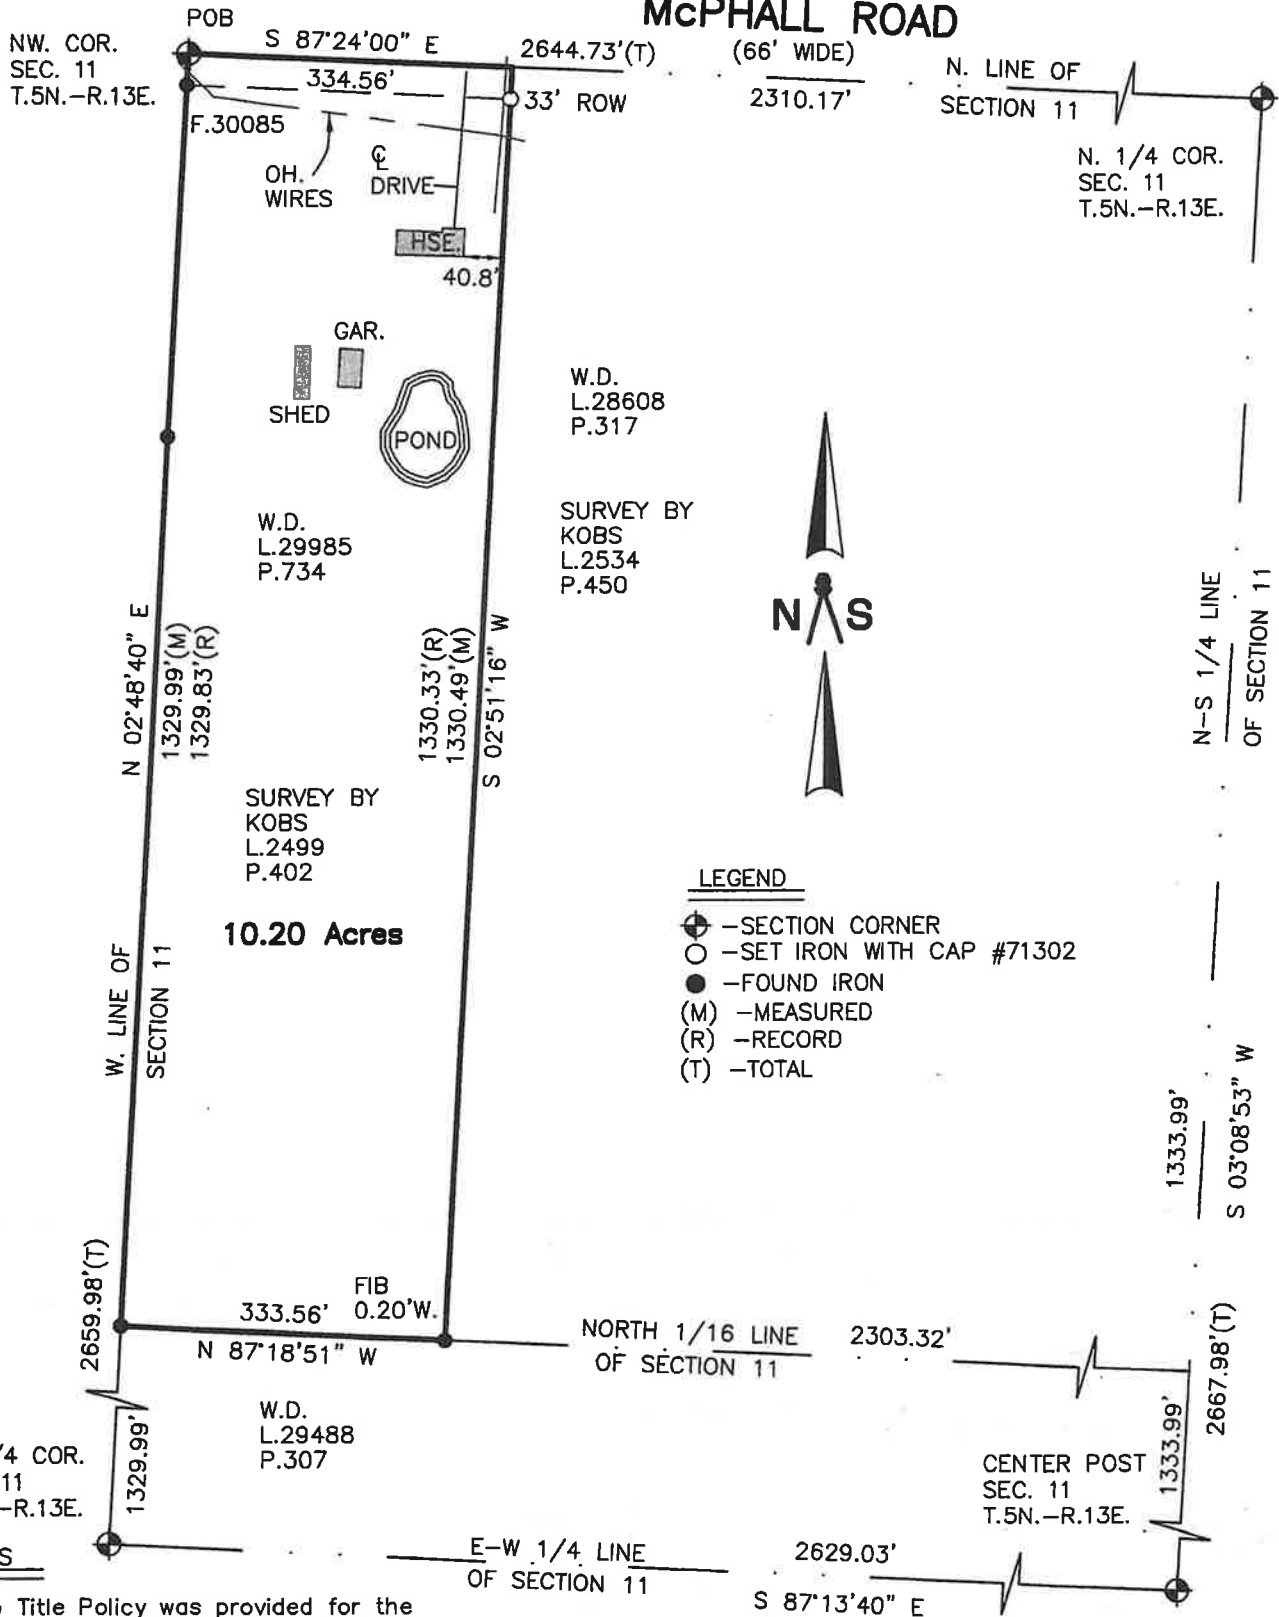 McPHALL ROAD
(66' WIDE)
POB
NW. COR.
SEC. 11
T.5N.-R.13E.
S 87°24'00" E
2644.73'(T)
334.56'
33' ROW
2310.17'
N. LINE OF
SECTION 11
N. 1/4 COR.
SEC. 11
T.5N.-R.13E.
F.30085
OH.
WIRES
℄
DRIVE
HSE.
40.8'
GAR.
SHED
POND
W.D.
L.28608
P.317
W.D.
L.29985
P.734
SURVEY BY
KOBS
L.2534
P.450
N S
N 02°48'40" E
1329.99'(M)
1329.83'(R)
1330.33'(R)
1330.49'(M)
S 02°51'16" W
N-S 1/4 LINE
OF SECTION 11
SURVEY BY
KOBS
L.2499
P.402
10.20 Acres
W. LINE OF
SECTION 11
LEGEND
-SECTION CORNER
-SET IRON WITH CAP #71302
-FOUND IRON
(M) -MEASURED
(R) -RECORD
(T) -TOTAL
1333.99'
S 03°08'53" W
2659.98'(T)
333.56'
FIB
0.20'W.
N 87°18'51" W
NORTH 1/16 LINE
OF SECTION 11
2303.32'
2667.98'(T)
W.D.
L.29488
P.307
1329.99'
/4 COR.
11
-R.13E.
CENTER POST
SEC. 11
T.5N.-R.13E.
1333.99'
E-W 1/4 LINE
OF SECTION 11
2629.03'
S 87°13'40" E
S
Title Policy was provided for the